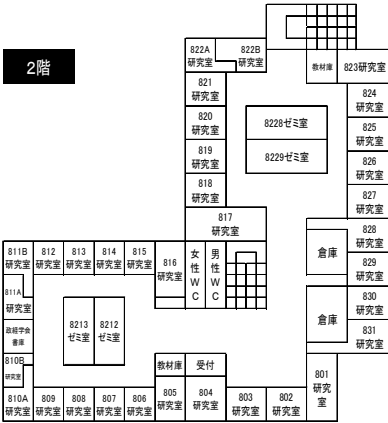 2階
822A
研究室
822B
研究室
教材庫
823研究室
821
研究室
824
研究室
820
研究室
8228ゼミ室
825
研究室
819
研究室
8229ゼミ室
826
研究室
818
研究室
827
研究室
817
研究室
倉庫
828
研究室
829
研究室
811B
研究室
812
研究室
813
研究室
814
研究室
815
研究室
816
研究室
女性WC
男性WC
811A
研究室
政経学会
書庫
8213
ゼミ室
8212
ゼミ室
倉庫
830
研究室
831
研究室
810B
研究室
教材庫
受付
801
研究室
810A
研究室
809
研究室
808
研究室
807
研究室
806
研究室
805
研究室
804
研究室
803
研究室
802
研究室